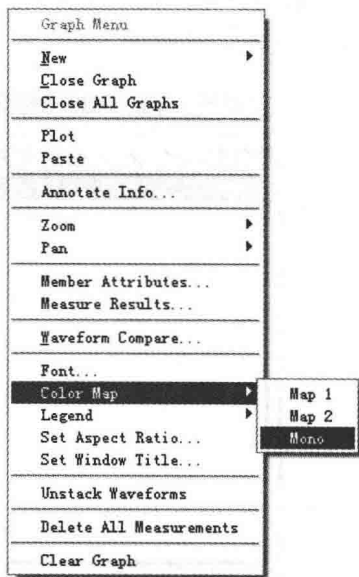 Graph Menu
New
Close Graph
Close All Graphs
Plot
Paste
Annotate Info...
Zoom
Pan
Member Attributes...
Measure Results...
Waveform Compare...
Font...
Color Map
Legend
Set Aspect Ratio...
Set Window Title...
Unstack Waveforms
Delete All Measurements
Clear Graph
Map 1
Map 2
Mono